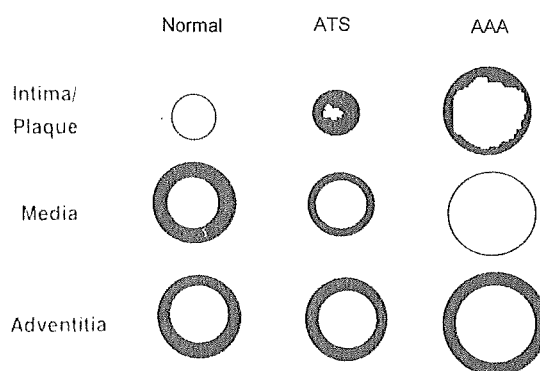 Normal ATS AAA
Intima/
Plaque
Media
Adventitia